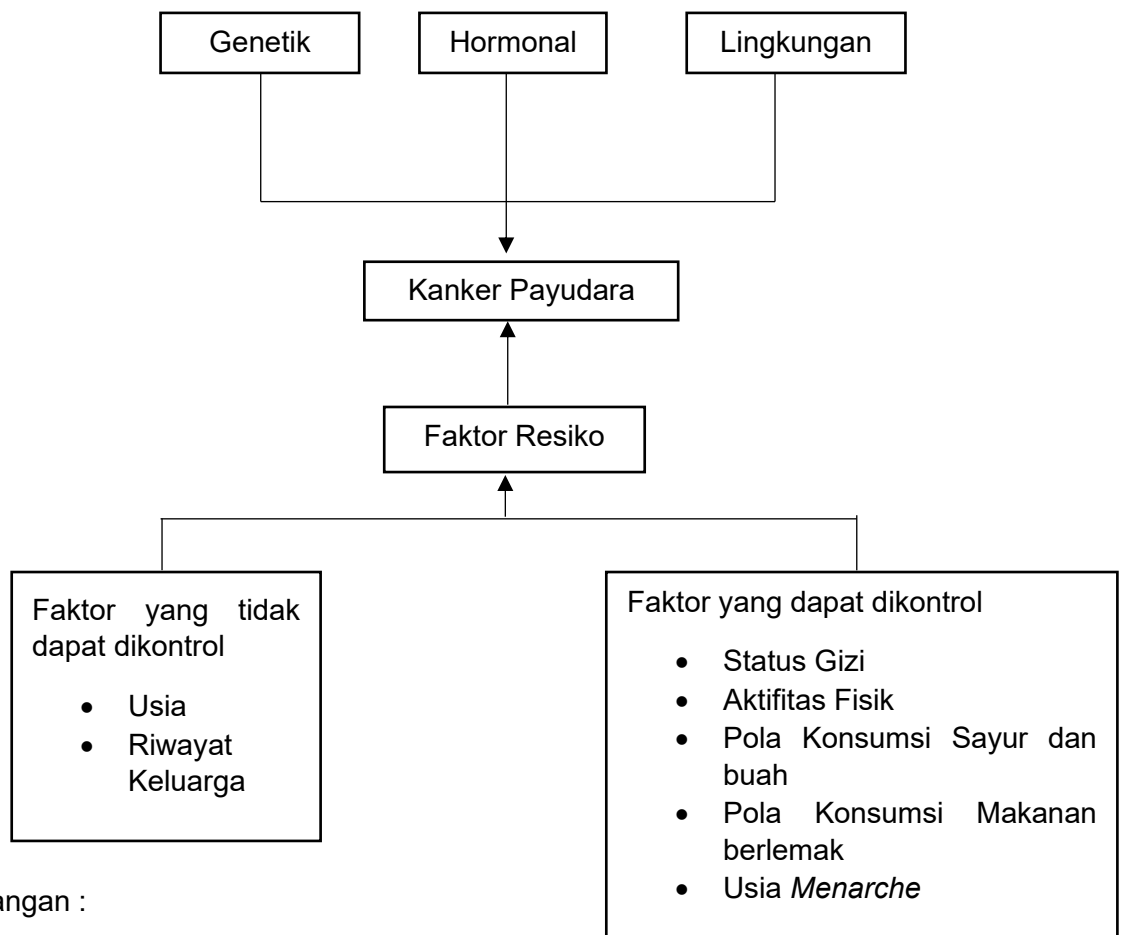 Genetik
Hormonal
Lingkungan
Kanker Payudara
Faktor Resiko
Faktor yang tidak
dapat dikontrol
• Usia
• Riwayat
Keluarga
Faktor yang dapat dikontrol
• Status Gizi
• Aktifitas Fisik
• Pola Konsumsi Sayur dan
buah
• Pola Konsumsi Makanan
berlemak
• Usia Menarche
angan :